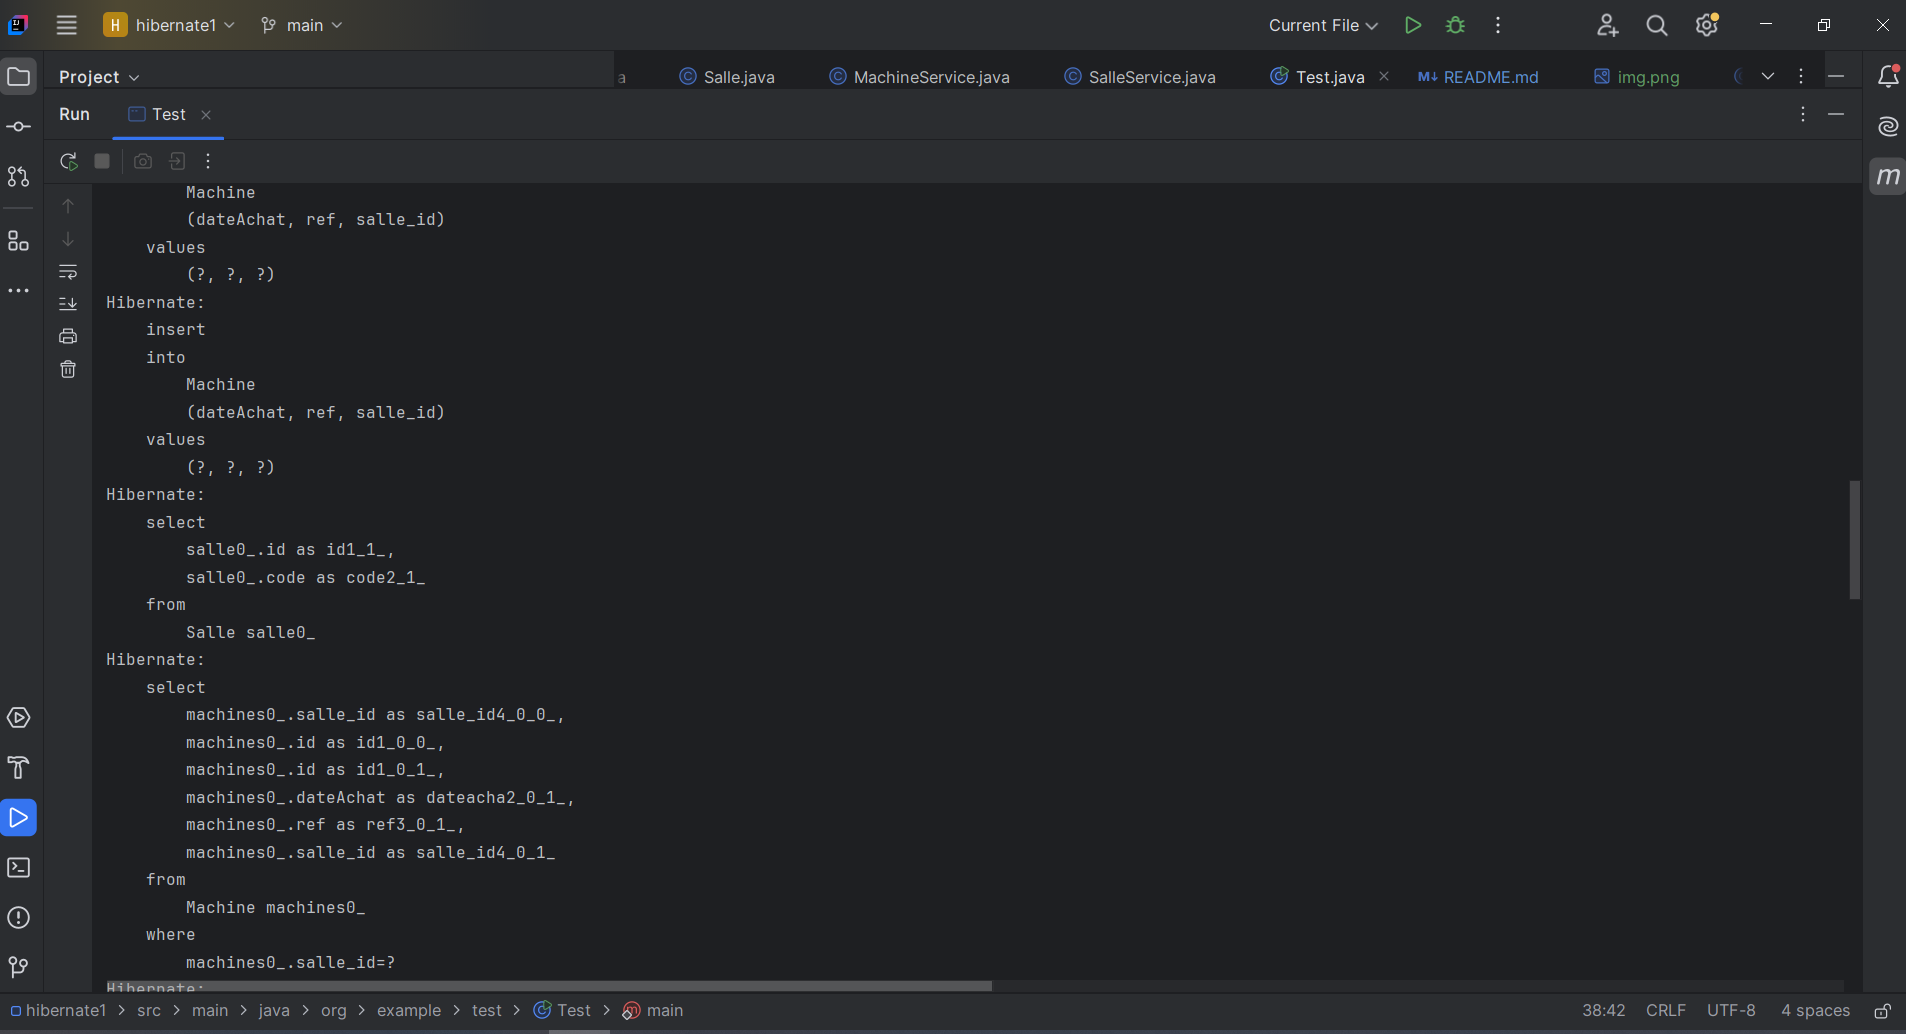 H hibernate1 main Current File
Project a Salle.java MachineService.java SalleService.java Test.java M↓ README.md img.png
Run Test
Machine
(dateAchat, ref, salle_id)
values
(?, ?, ?)
Hibernate:
insert
into
Machine
(dateAchat, ref, salle_id)
values
(?, ?, ?)
Hibernate:
select
salle0_.id as id1_1_,
salle0_.code as code2_1_
from
Salle salle0_
Hibernate:
select
machines0_.salle_id as salle_id4_0_0_,
machines0_.id as id1_0_0_,
machines0_.id as id1_0_1_,
machines0_.dateAchat as dateacha2_0_1_,
machines0_.ref as ref3_0_1_,
machines0_.salle_id as salle_id4_0_1_
from
Machine machines0_
where
machines0_.salle_id=?
Hibernate:
hibernate1 > src > main > java > org > example > test > Test > main 38:42 CRLF UTF-8 4 spaces